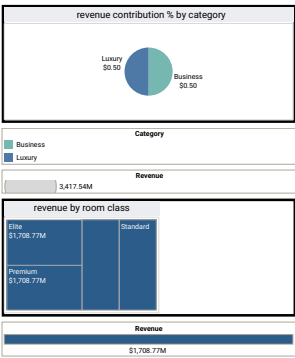 revenue contribution % by category
Luxury
$0.50
Business
$0.50
Category
Business
Luxury
Revenue
3,417.54M
revenue by room class
Elite
$1,708.77M
Standard
Premium
$1,708.77M
Revenue
$1,708.77M